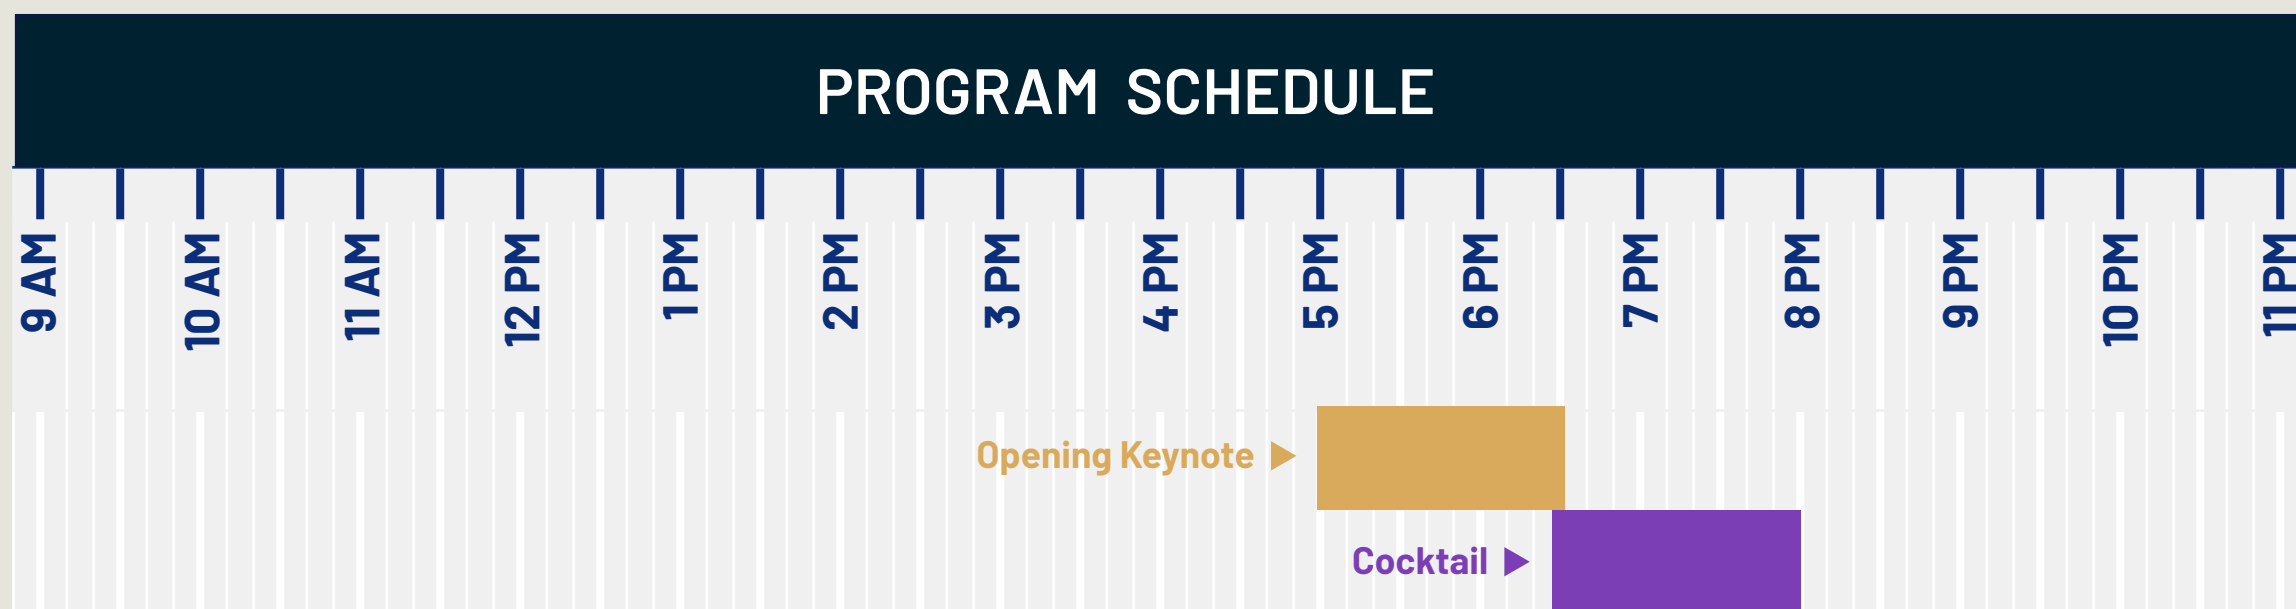 PROGRAM SCHEDULE
9 AM
10 AM
11 AM
12 PM
1 PM
2 PM
3 PM
4 PM
5 PM
6 PM
7 PM
8 PM
9 PM
10 PM
11 PM
Opening Keynote ▶
Cocktail ▶